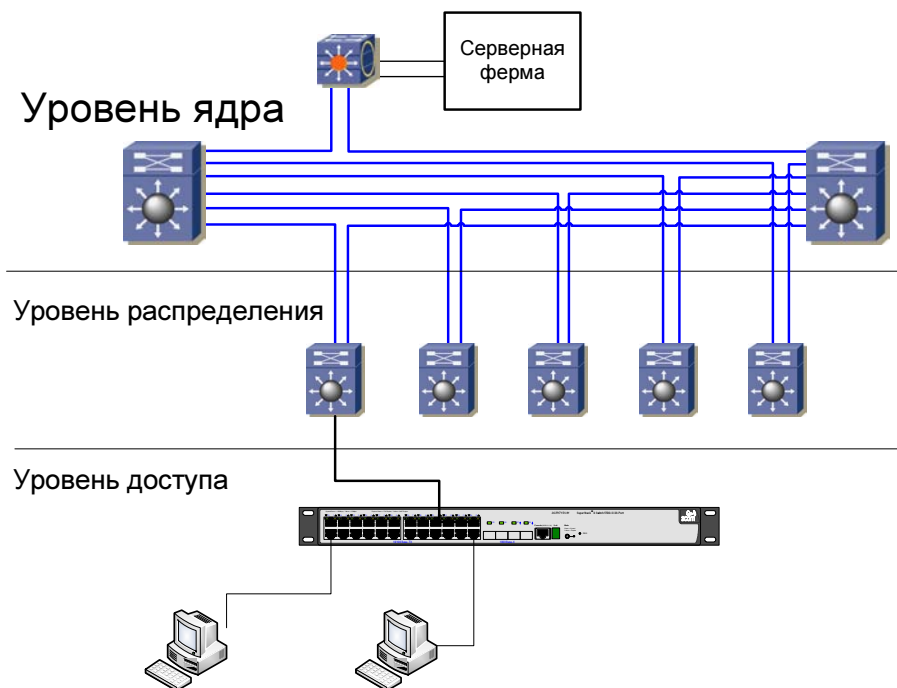 Серверная
ферма
Уровень ядра
Уровень распределения
Уровень доступа